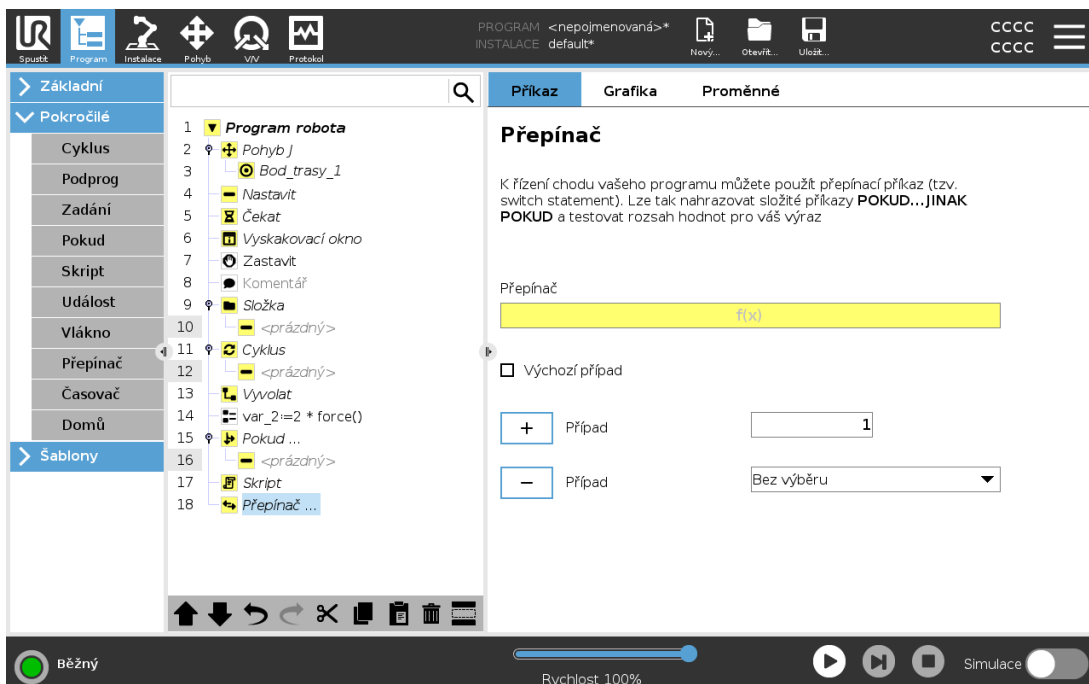 UR
Spustit
Program
Instalace
Pohyb
V/V
Protokol
PROGRAM <nepojmenovaná>*
INSTALACE default*
Nový...
Otevřít...
Uložit...
CCCC
CCCC
Základní
Pokročilé
Cyklus
Podprog
Zadání
Pokud
Skript
Událost
Vlákno
Přepínač
Časovač
Domů
Šablony
1 Program robota
2 Pohyb J
3 Bod_trasy_1
4 Nastavit
5 Čekat
6 Vyskakovací okno
7 Zastavit
8 Komentář
9 Složka
10 <prázdný>
11 Cyklus
12 <prázdný>
13 Vyvolat
14 var_2≔2 * force()
15 Pokud ...
16 <prázdný>
17 Skript
18 Přepínač ...
Příkaz Grafika Proměnné
Přepínač
K řízení chodu vašeho programu můžete použít přepínací příkaz (tzv.
switch statement). Lze tak nahrazovat složité příkazy POKUD...JINAK
POKUD a testovat rozsah hodnot pro váš výraz
Přepínač
f(x)
Výchozí případ
+ Případ 1
− Případ Bez výběru
Běžný
Rychlost 100%
Simulace